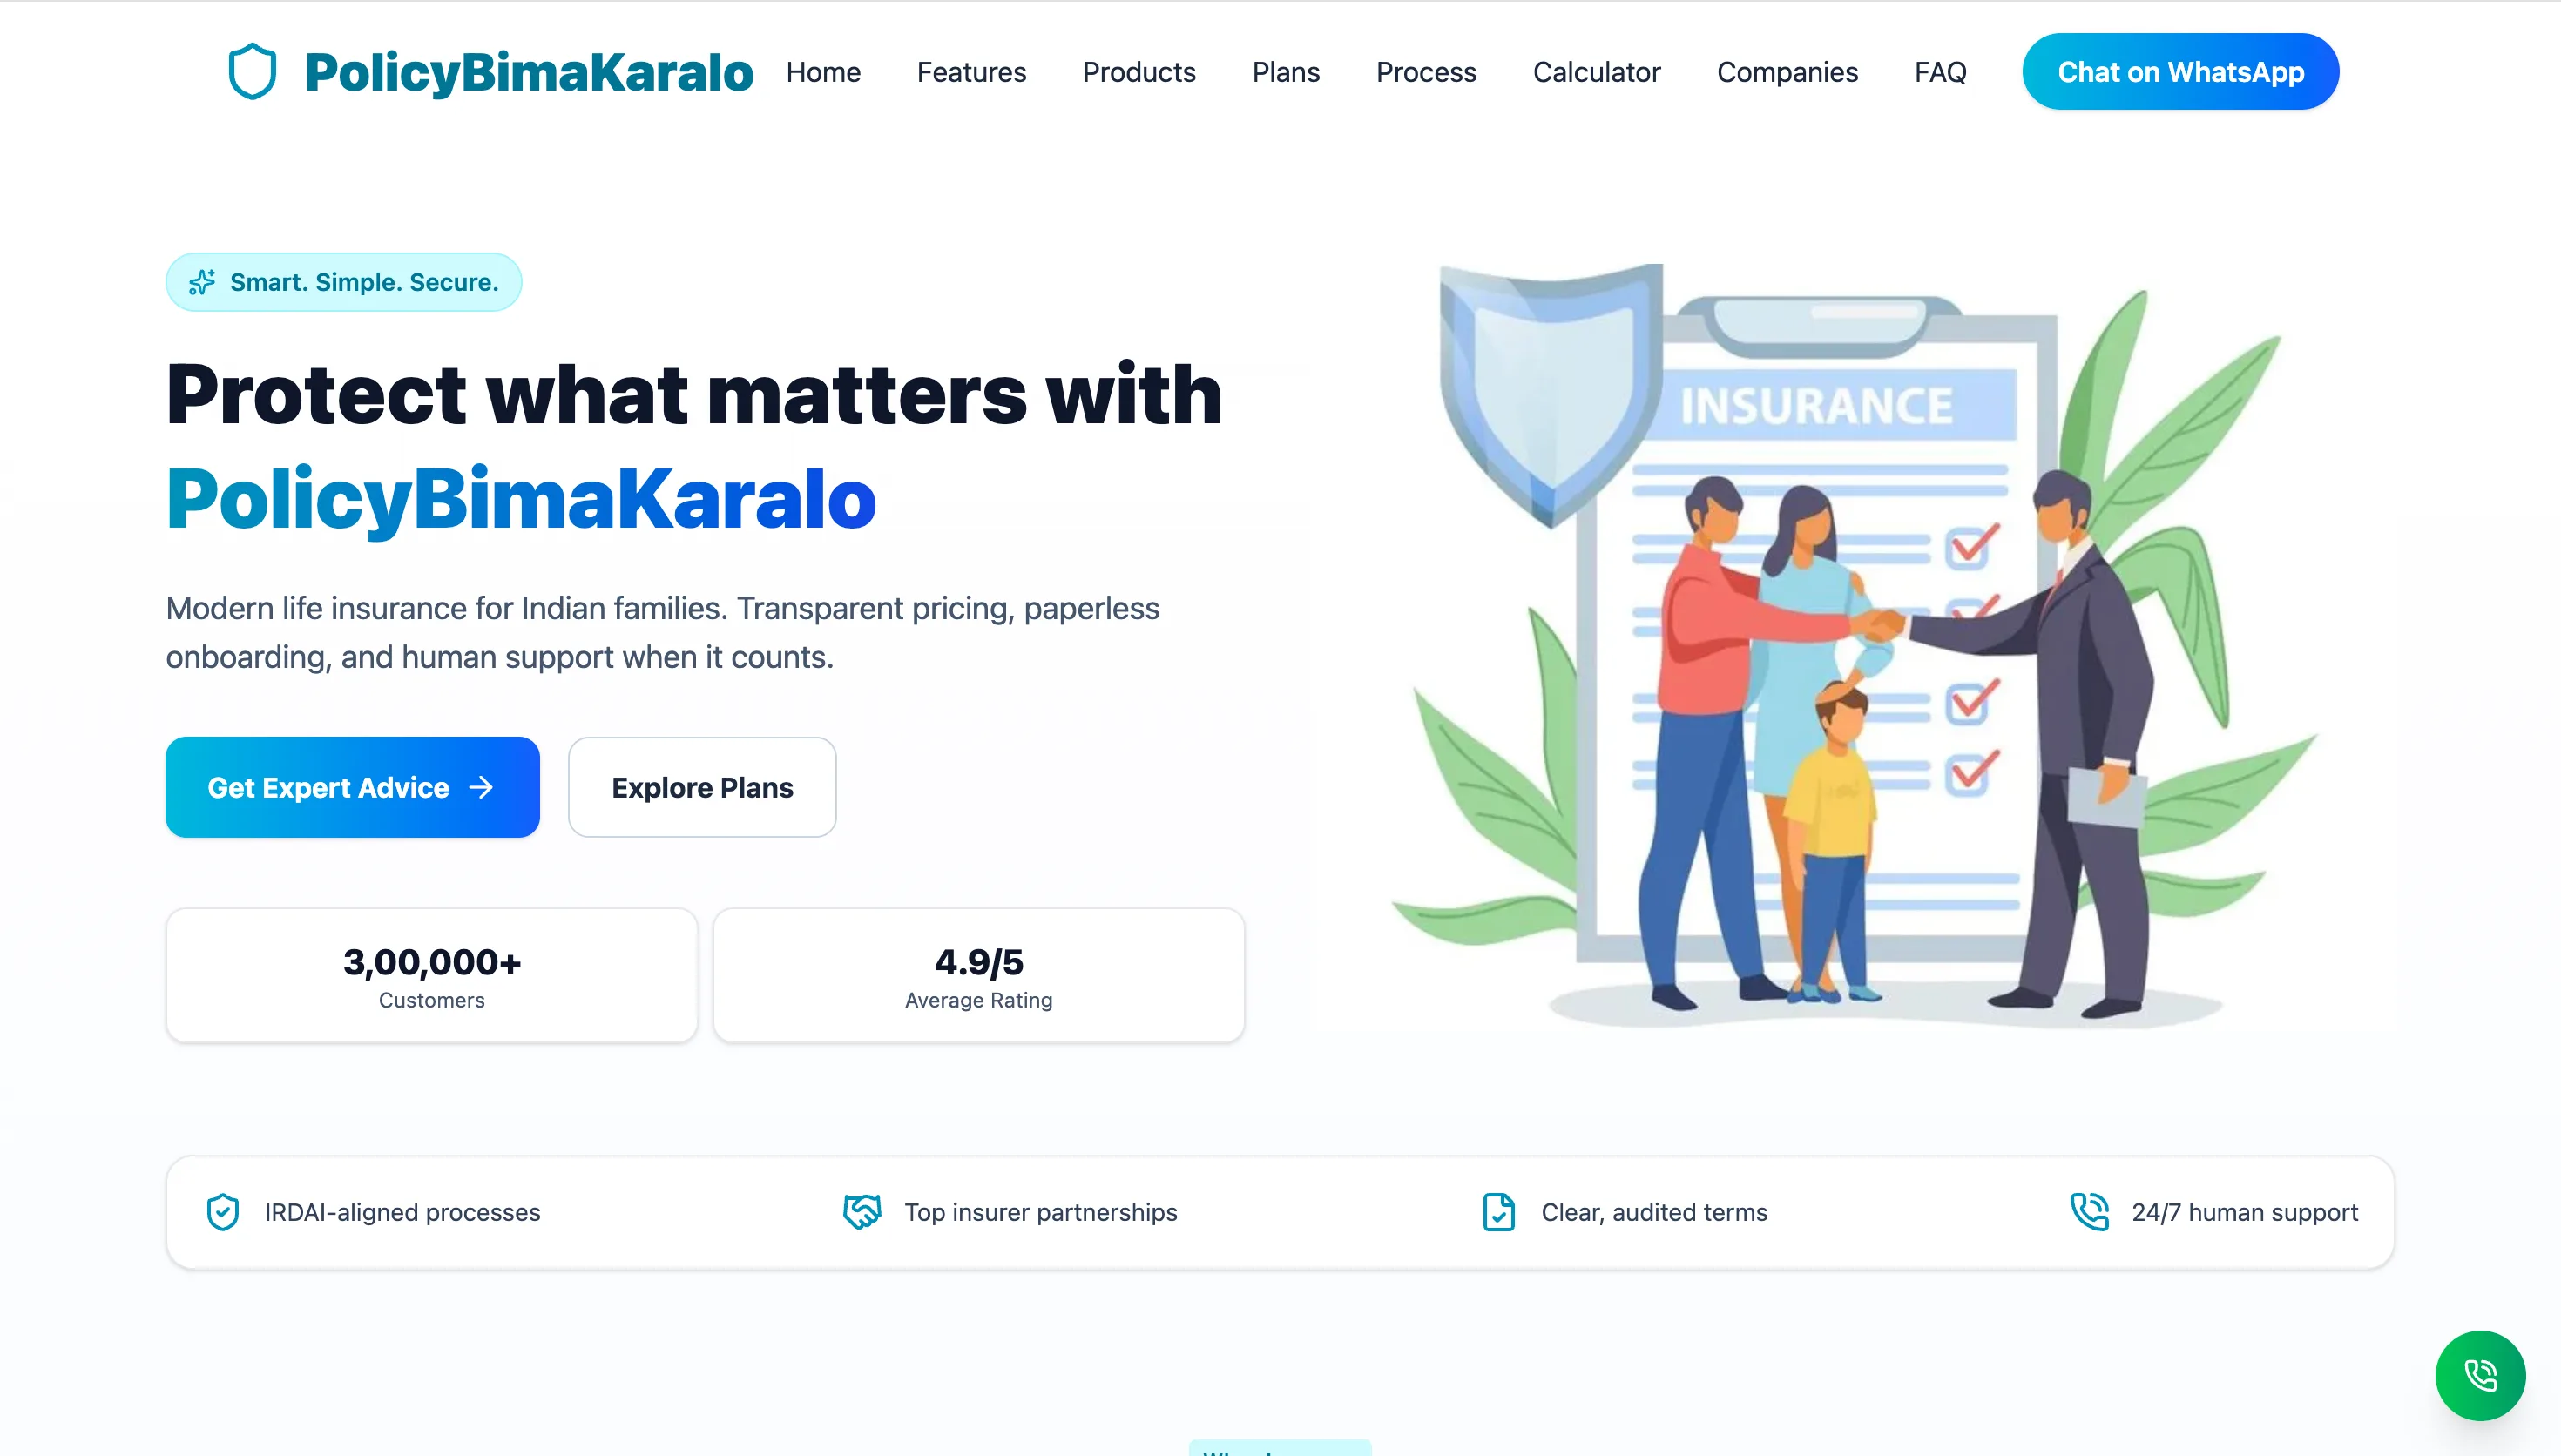 PolicyBimaKaralo
Home
Features
Products
Plans
Process
Calculator
Companies
FAQ
Chat on WhatsApp
Smart. Simple. Secure.
Protect what matters with
PolicyBimaKaralo
Modern life insurance for Indian families. Transparent pricing, paperless
onboarding, and human support when it counts.
Get Expert Advice
Explore Plans
3,00,000+
Customers
4.9/5
Average Rating
INSURANCE
IRDAI-aligned processes
Top insurer partnerships
Clear, audited terms
24/7 human support